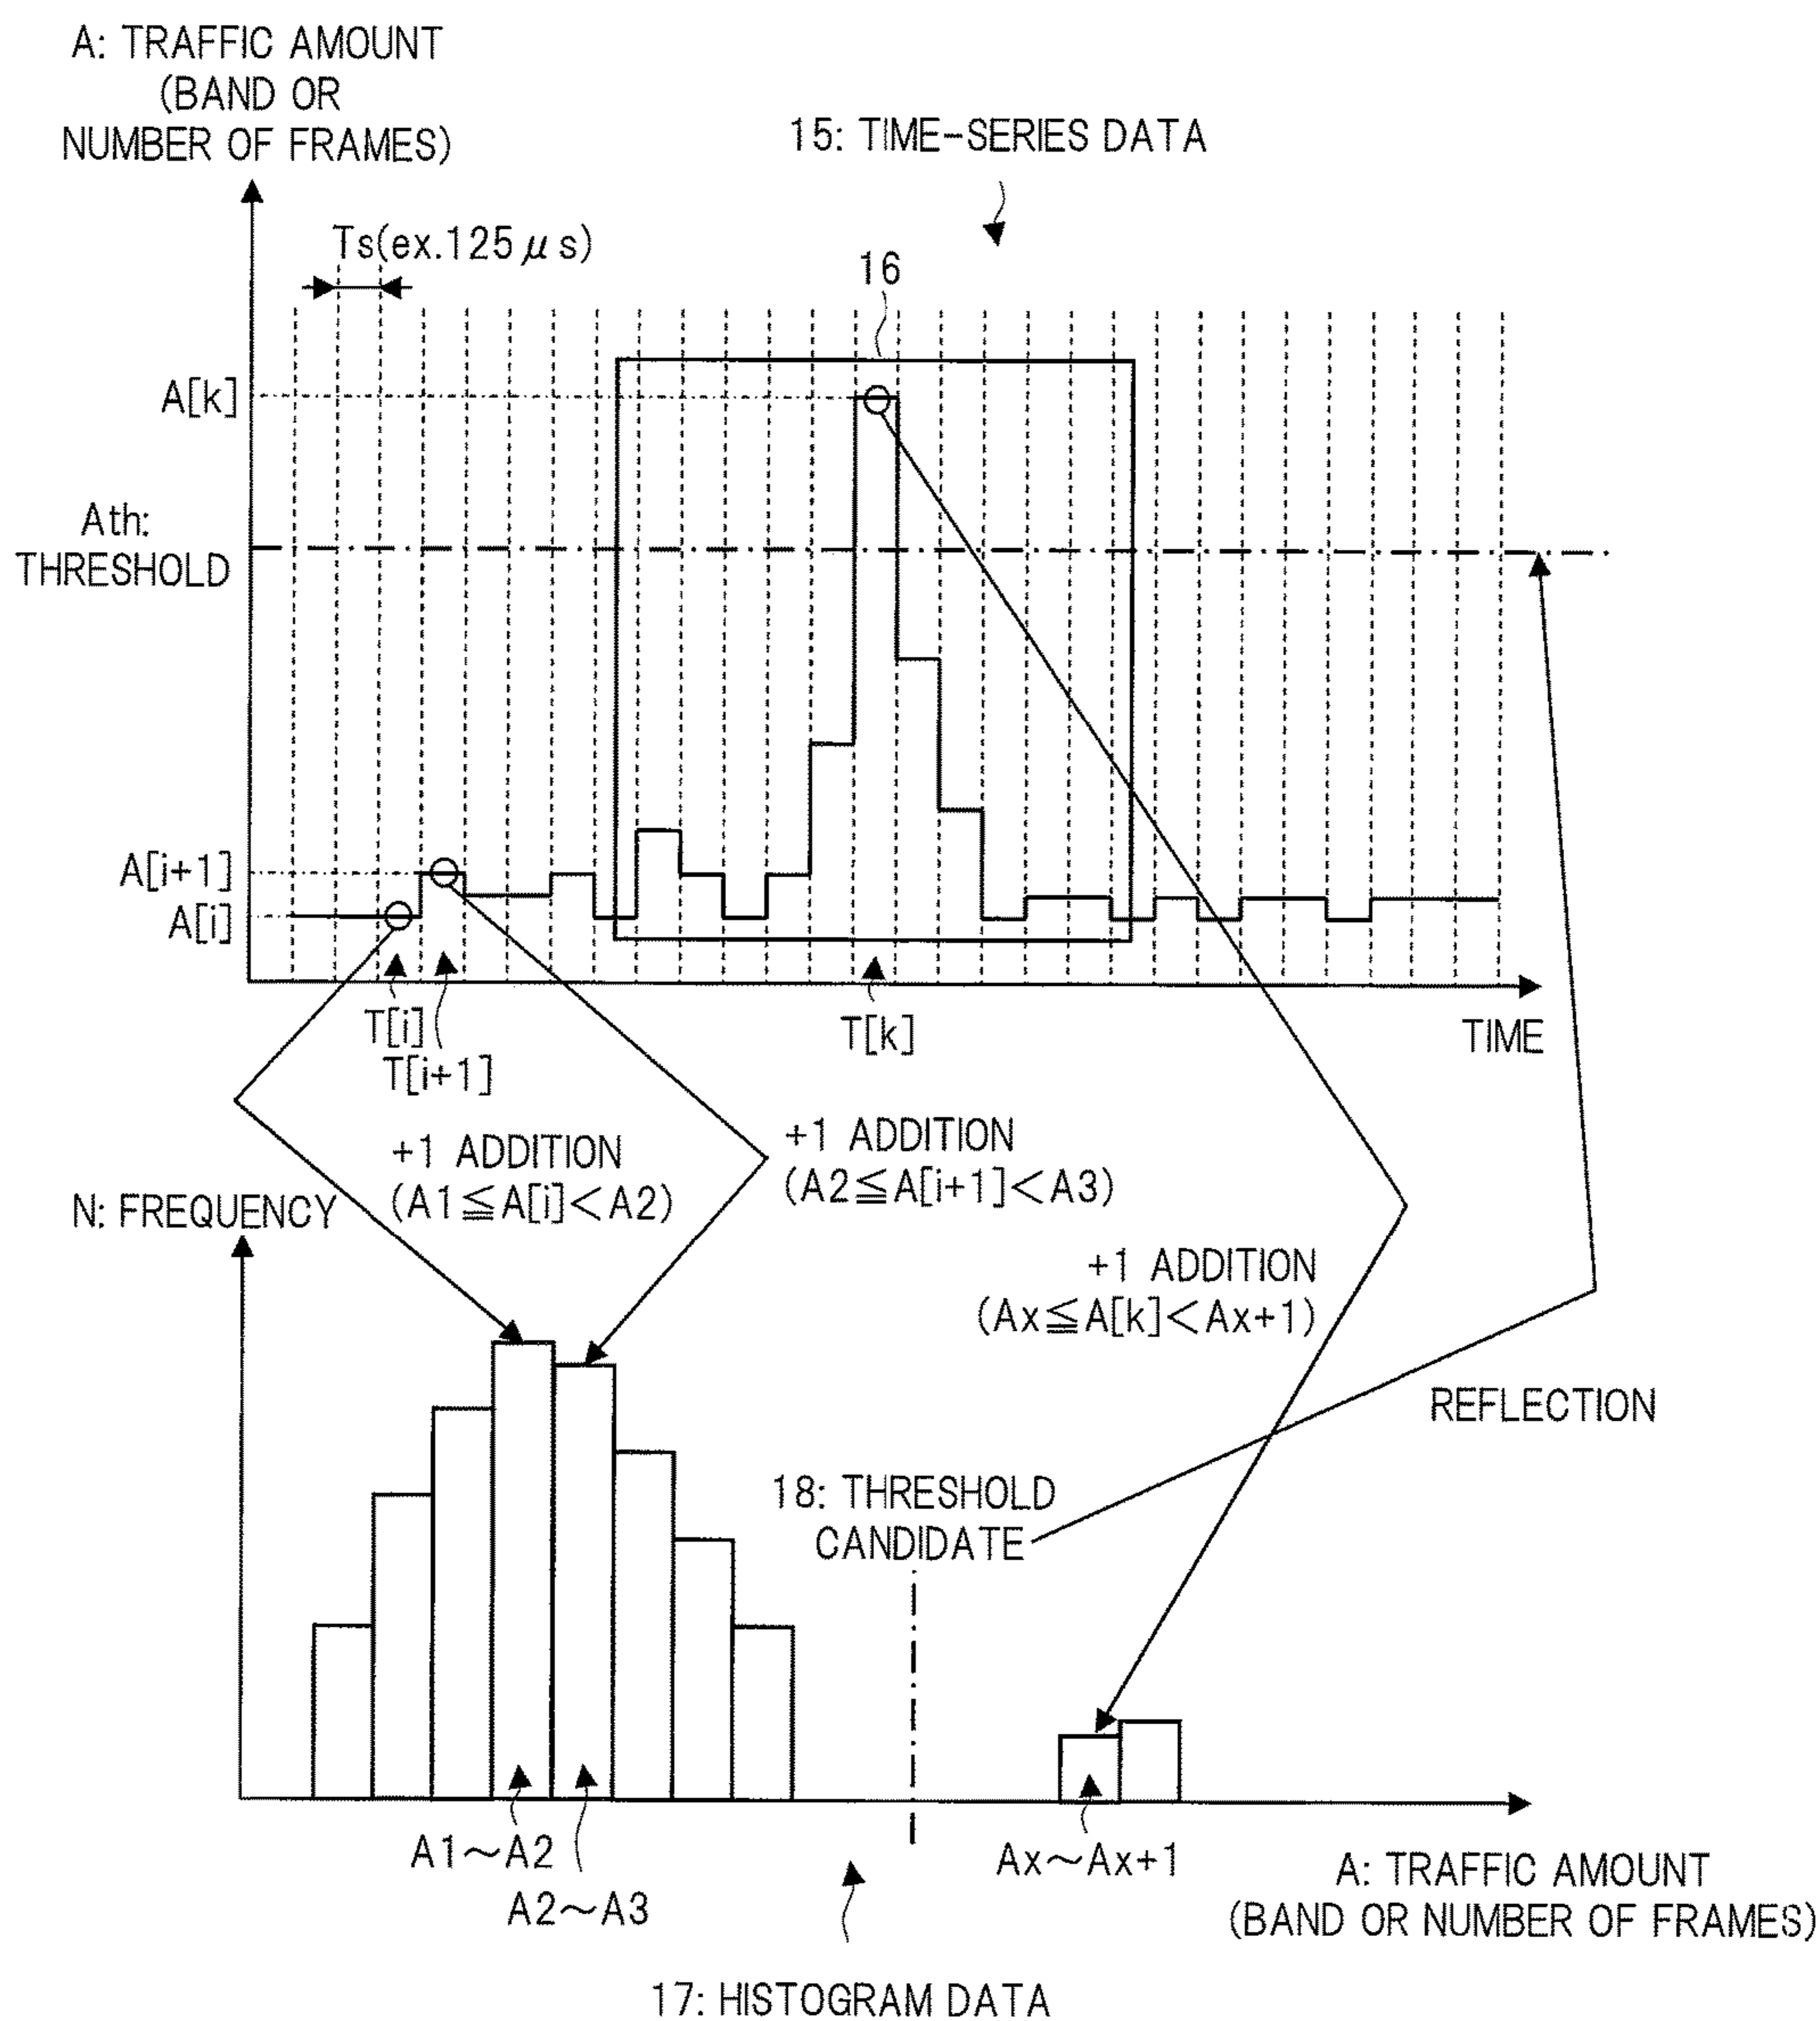 A: TRAFFIC AMOUNT
(BAND OR
NUMBER OF FRAMES)
15: TIME-SERIES DATA
Ts(ex.125μs)
16
A[k]
Ath:
THRESHOLD
A[i+1]
A[i]
T[i]
T[i+1]
T[k]
TIME
+1 ADDITION
(A1≦A[i]<A2)
+1 ADDITION
(A2≦A[i+1]<A3)
N: FREQUENCY
+1 ADDITION
(Ax≦A[k]<Ax+1)
REFLECTION
18: THRESHOLD
CANDIDATE
A1~A2
A2~A3
Ax~Ax+1
A: TRAFFIC AMOUNT
(BAND OR NUMBER OF FRAMES)
17: HISTOGRAM DATA